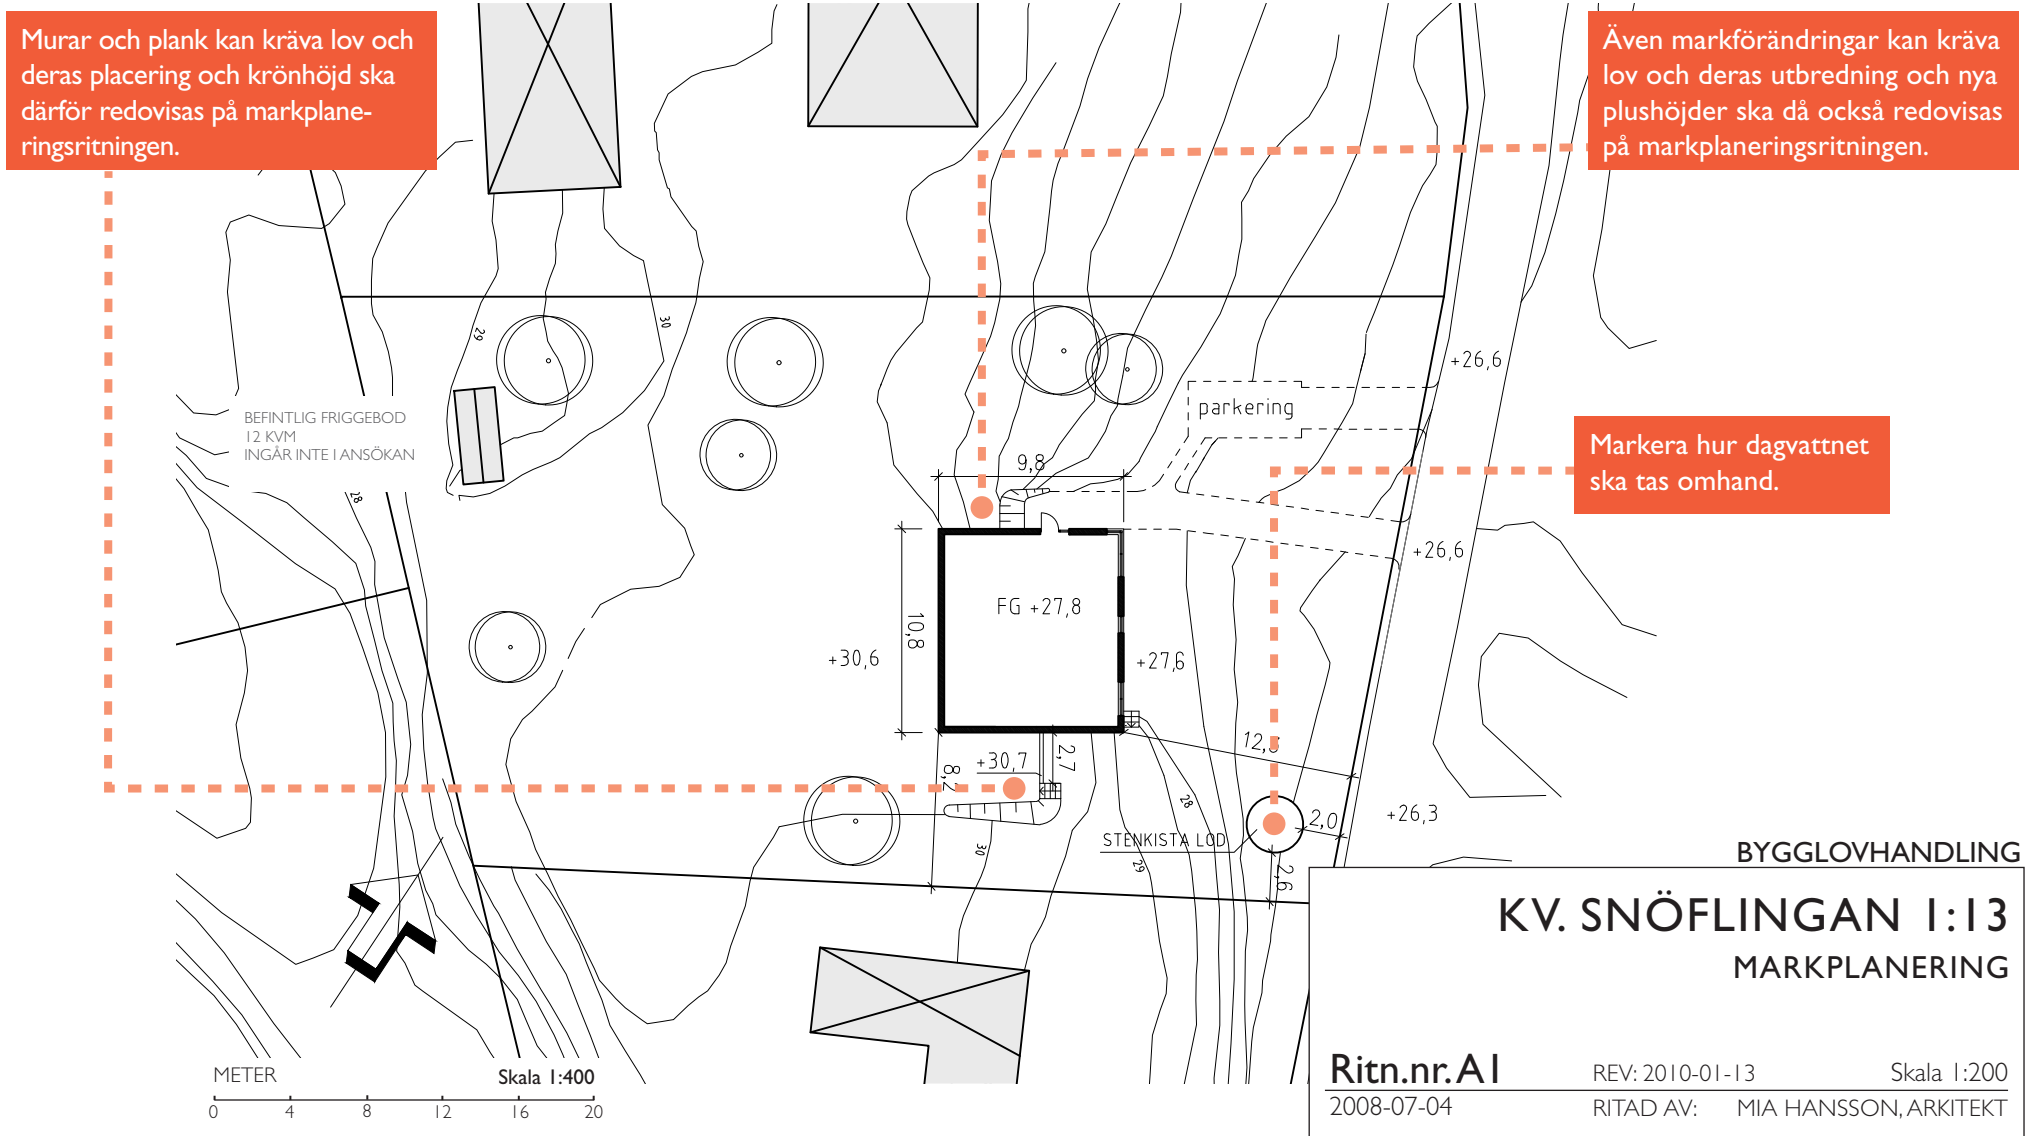 Murar och plank kan kräva lov och
deras placering och krönhöjd ska
därför redovisas på markplane-
ringsritningen.
Även markförändringar kan kräva
lov och deras utbredning och nya
plushöjder ska då också redovisas
på markplaneringsritningen.
29
30
+26,6
parkering
BEFINTLIG FRIGGEBOD
12 KVM
INGÅR INTE I ANSÖKAN
Markera hur dagvattnet
ska tas omhand.
9,8
28
+26,6
FG +27,8
10,8
+30,6
+27,6
+30,7
8,2
2,7
28
2,0
+26,3
STENKISTA LOD
30
29
2,6
BYGGLOVHANDLING
KV. SNÖFLINGAN 1:13
MARKPLANERING
Ritn.nr. A1
REV: 2010-01-13
Skala 1:200
2008-07-04
RITAD AV: MIA HANSSON, ARKITEKT
METER
Skala 1:400
0 4 8 12 16 20